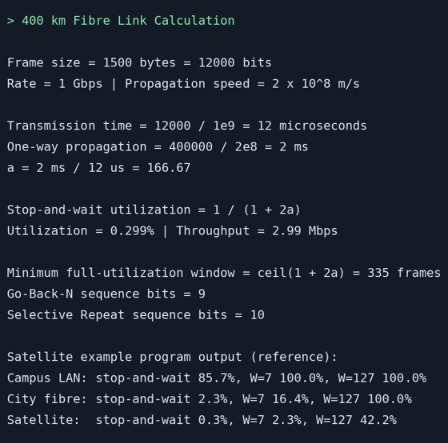 > 400 km Fibre Link Calculation
Frame size = 1500 bytes = 12000 bits
Rate = 1 Gbps | Propagation speed = 2 x 10^8 m/s
Transmission time = 12000 / 1e9 = 12 microseconds
One-way propagation = 400000 / 2e8 = 2 ms
a = 2 ms / 12 us = 166.67
Stop-and-wait utilization = 1 / (1 + 2a)
Utilization = 0.299% | Throughput = 2.99 Mbps
Minimum full-utilization window = ceil(1 + 2a) = 335 frames
Go-Back-N sequence bits = 9
Selective Repeat sequence bits = 10
Satellite example program output (reference):
Campus LAN: stop-and-wait 85.7%, W=7 100.0%, W=127 100.0%
City fibre: stop-and-wait 2.3%, W=7 16.4%, W=127 100.0%
Satellite:  stop-and-wait 0.3%, W=7 2.3%, W=127 42.2%